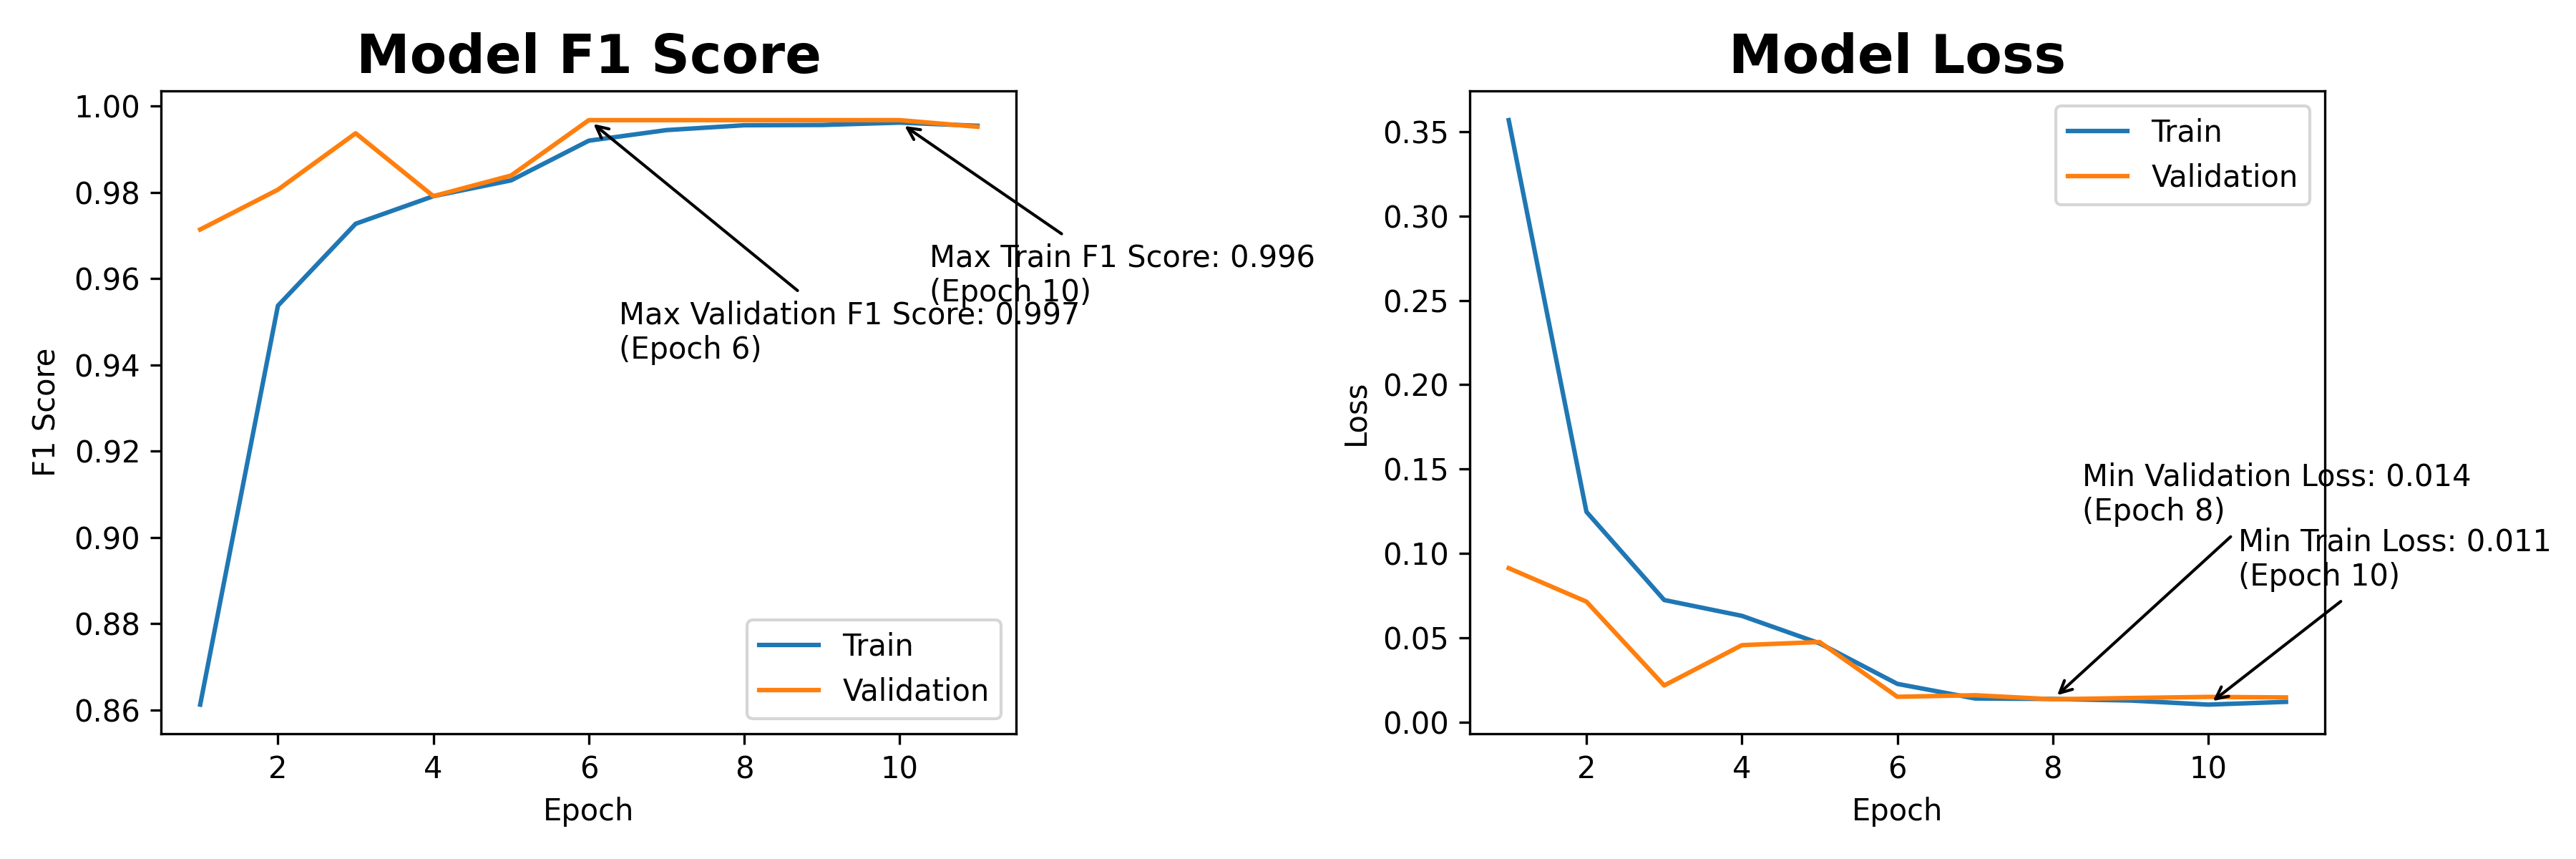 Model F1 Score
1.00
0.98
0.96
0.94
0.92
0.90
0.88
0.86
F1 Score
Max Train F1 Score: 0.996
(Epoch 10)
Max Validation F1 Score: 0.997
(Epoch 6)
Train
Validation
2 4 6 8 10
Epoch
Model Loss
0.35
0.30
0.25
0.20
0.15
0.10
0.05
0.00
Loss
Train
Validation
Min Validation Loss: 0.014
(Epoch 8)
Min Train Loss: 0.011
(Epoch 10)
2 4 6 8 10
Epoch